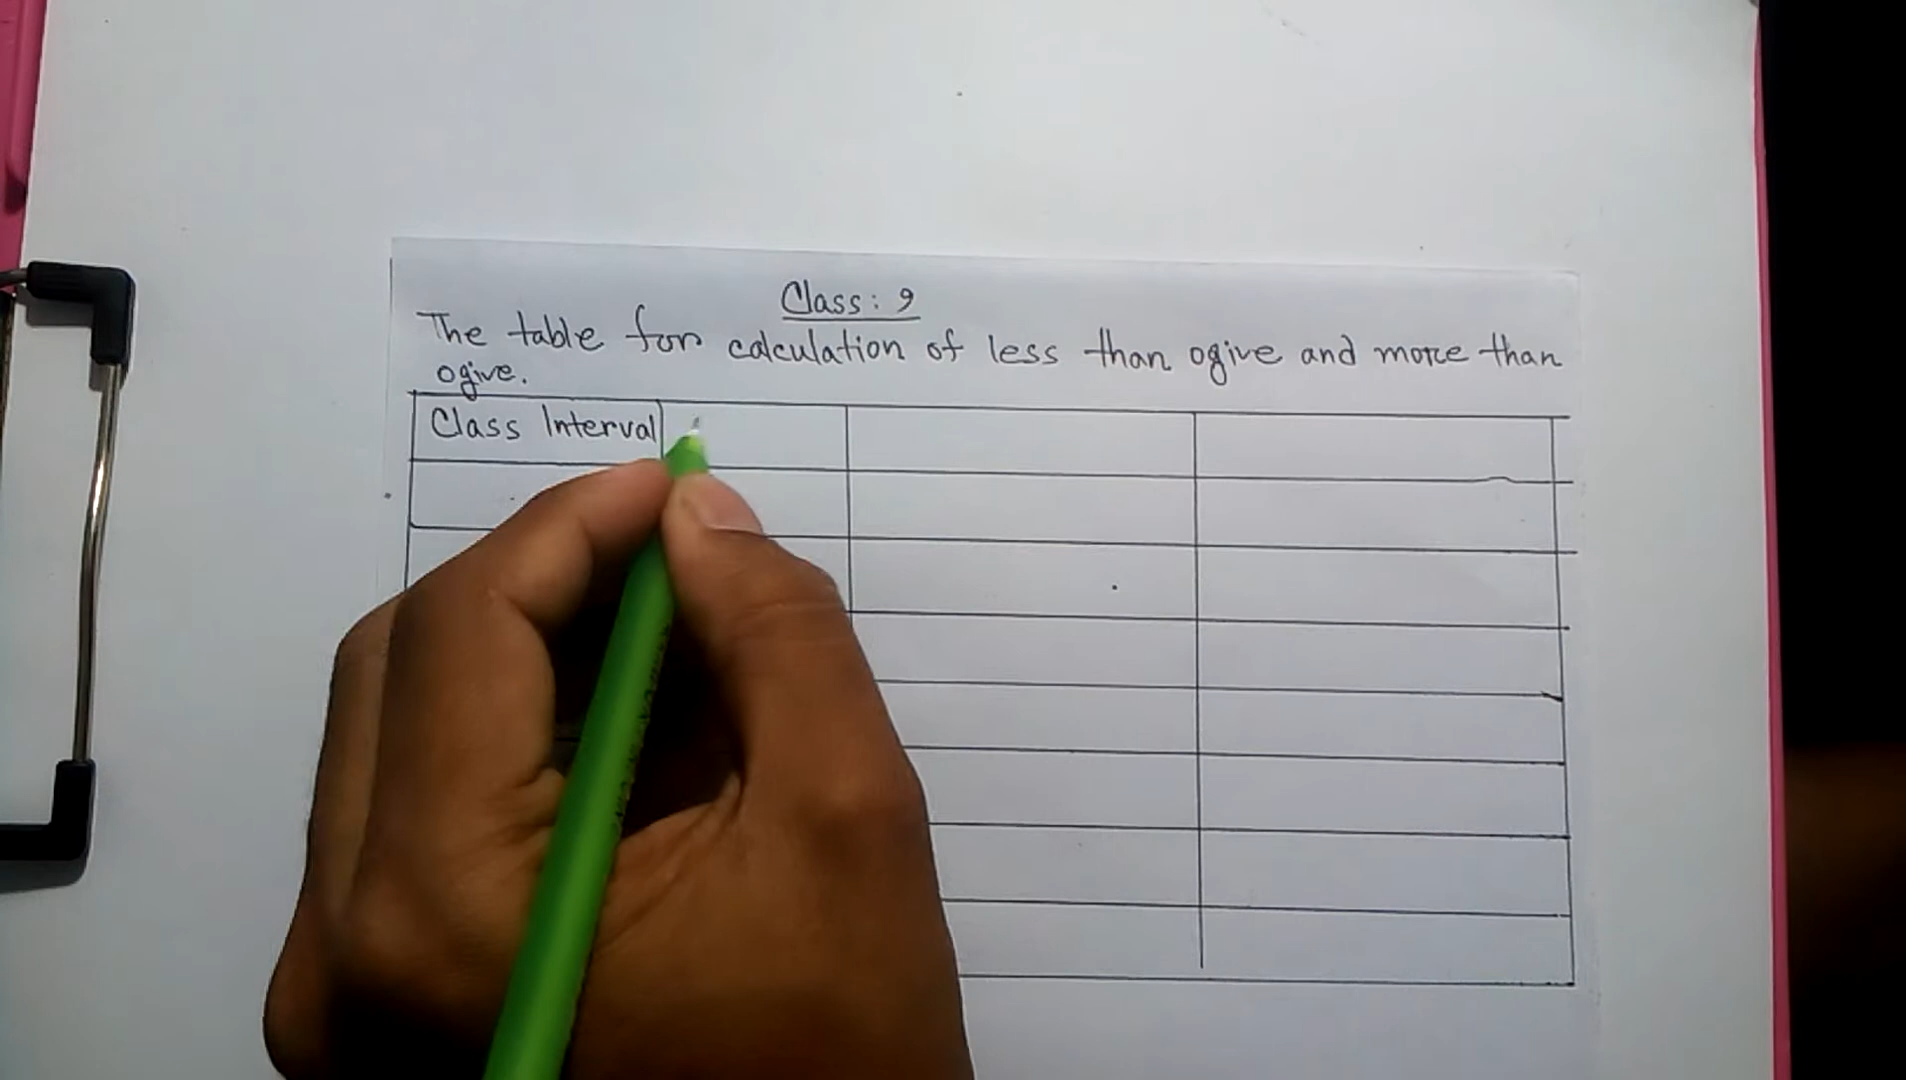 Class: 9
The table for calculation of less than ogive and more than
ogive.
Class Interval